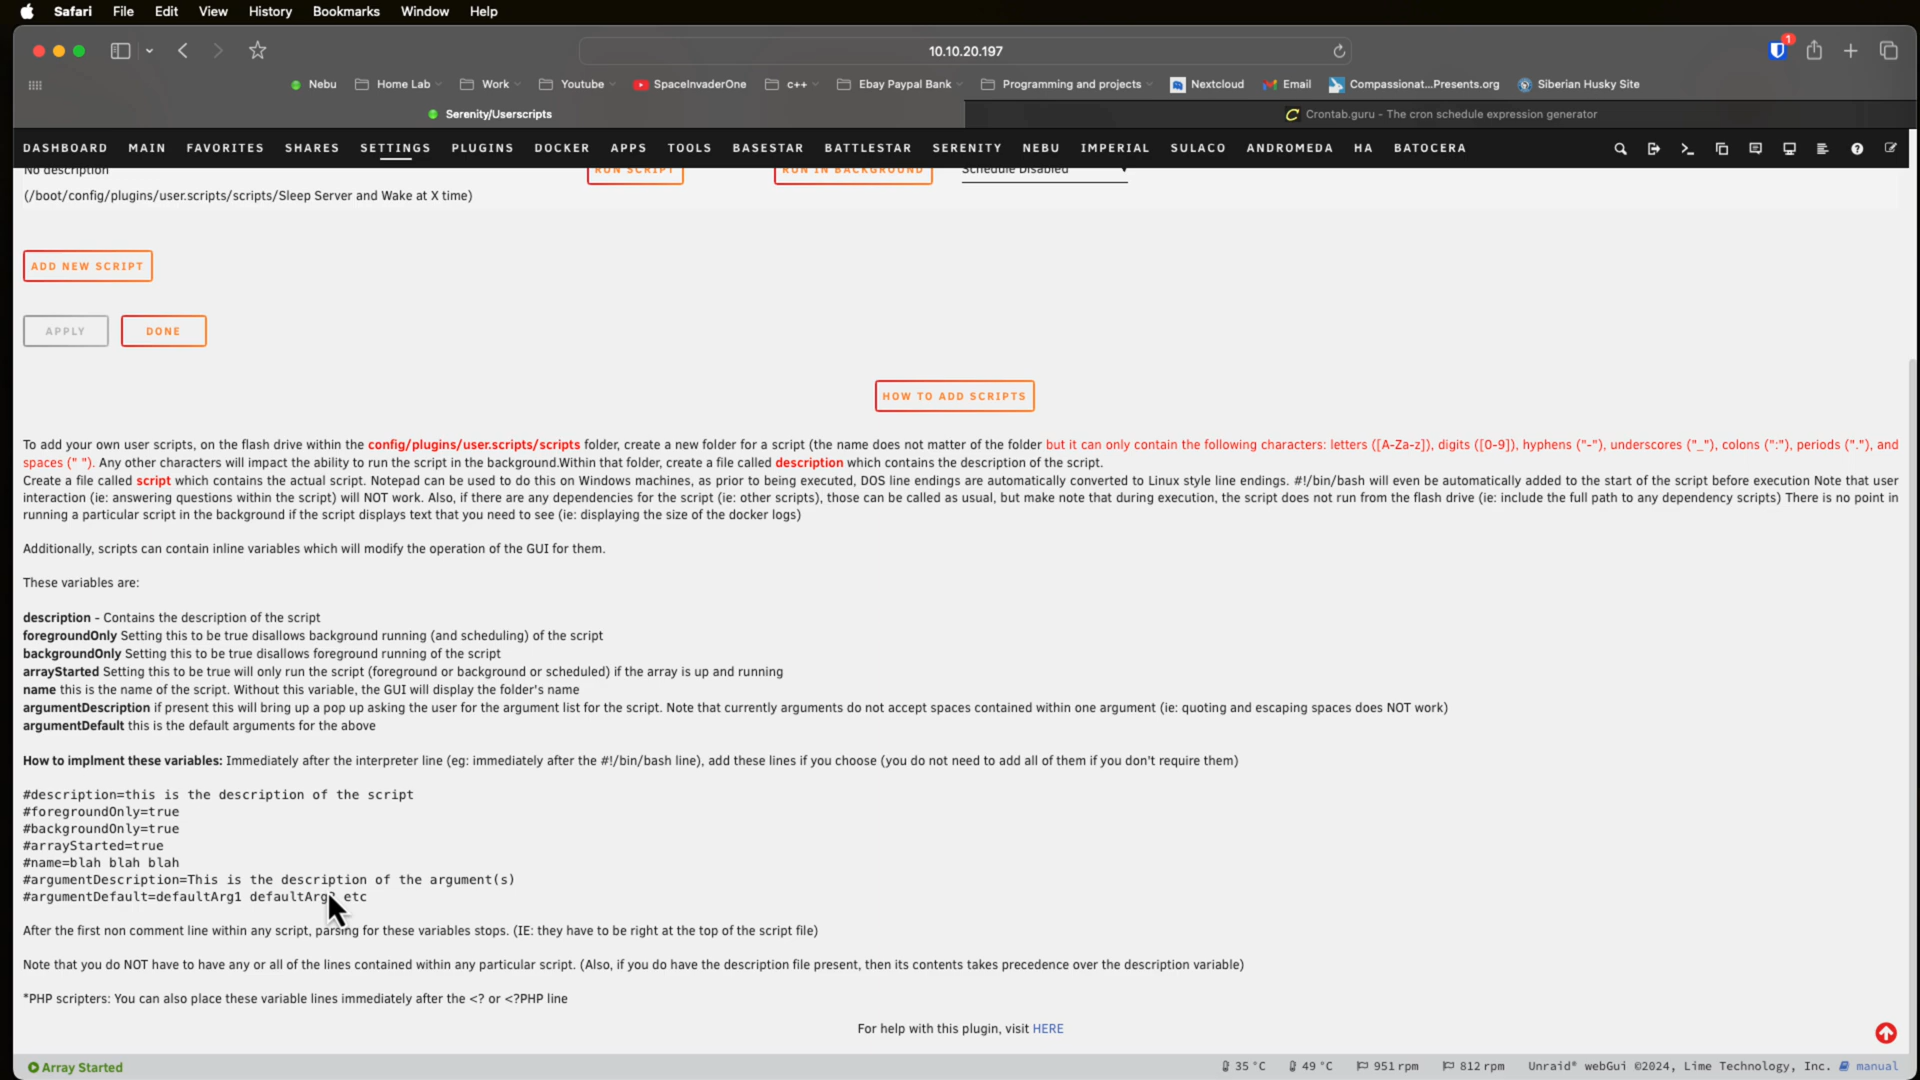 Safari File Edit View History Bookmarks Window Help
10.10.20.197
1
Nebu Home Lab Work Youtube SpaceInvaderOne c++ Ebay Paypal Bank Programming and projects Nextcloud Email Compassionat...Presents.org Siberian Husky Site
Serenity/Userscripts Crontab.guru - The cron schedule expression generator
DASHBOARD MAIN FAVORITES SHARES SETTINGS PLUGINS DOCKER APPS TOOLS BASESTAR BATTLESTAR SERENITY NEBU IMPERIAL SULACO ANDROMEDA HA BATOCERA
No description RUN SCRIPT RUN IN BACKGROUND Schedule Disabled
(/boot/config/plugins/user.scripts/scripts/Sleep Server and Wake at X time)
ADD NEW SCRIPT
APPLY DONE
HOW TO ADD SCRIPTS
To add your own user scripts, on the flash drive within the config/plugins/user.scripts/scripts folder, create a new folder for a script (the name does not matter of the folder but it can only contain the following characters: letters ([A-Za-z]), digits ([0-9]), hyphens ("-"), underscores ("_"), colons (":"), periods ("."), and
spaces (" "). Any other characters will impact the ability to run the script in the background.Within that folder, create a file called description which contains the description of the script.
Create a file called script which contains the actual script. Notepad can be used to do this on Windows machines, as prior to being executed, DOS line endings are automatically converted to Linux style line endings. #!/bin/bash will even be automatically added to the start of the script before execution Note that user
interaction (ie: answering questions within the script) will NOT work. Also, if there are any dependencies for the script (ie: other scripts), those can be called as usual, but make note that during execution, the script does not run from the flash drive (ie: include the full path to any dependency scripts) There is no point in
running a particular script in the background if the script displays text that you need to see (ie: displaying the size of the docker logs)
Additionally, scripts can contain inline variables which will modify the operation of the GUI for them.
These variables are:
description - Contains the description of the script
foregroundOnly Setting this to be true disallows background running (and scheduling) of the script
backgroundOnly Setting this to be true disallows foreground running of the script
arrayStarted Setting this to be true will only run the script (foreground or background or scheduled) if the array is up and running
name this is the name of the script. Without this variable, the GUI will display the folder's name
argumentDescription if present this will bring up a pop up asking the user for the argument list for the script. Note that currently arguments do not accept spaces contained within one argument (ie: quoting and escaping spaces does NOT work)
argumentDefault this is the default arguments for the above
How to implment these variables: Immediately after the interpreter line (eg: immediately after the #!/bin/bash line), add these lines if you choose (you do not need to add all of them if you don't require them)
#description=this is the description of the script
#foregroundOnly=true
#backgroundOnly=true
#arrayStarted=true
#name=blah blah blah
#argumentDescription=This is the description of the argument(s)
#argumentDefault=defaultArg1 etc
After the first non comment line within any script, parsing for these variables stops. (IE: they have to be right at the top of the script file)
Note that you do NOT have to have any or all of the lines contained within any particular script. (Also, if you do have the description file present, then its contents takes precedence over the description variable)
*PHP scripters: You can also place these variable lines immediately after the <? or <?PHP line
For help with this plugin, visit HERE
Array Started 35 °C 49 °C 951 rpm 812 rpm Unraid® webGui ©2024, Lime Technology, Inc. manual